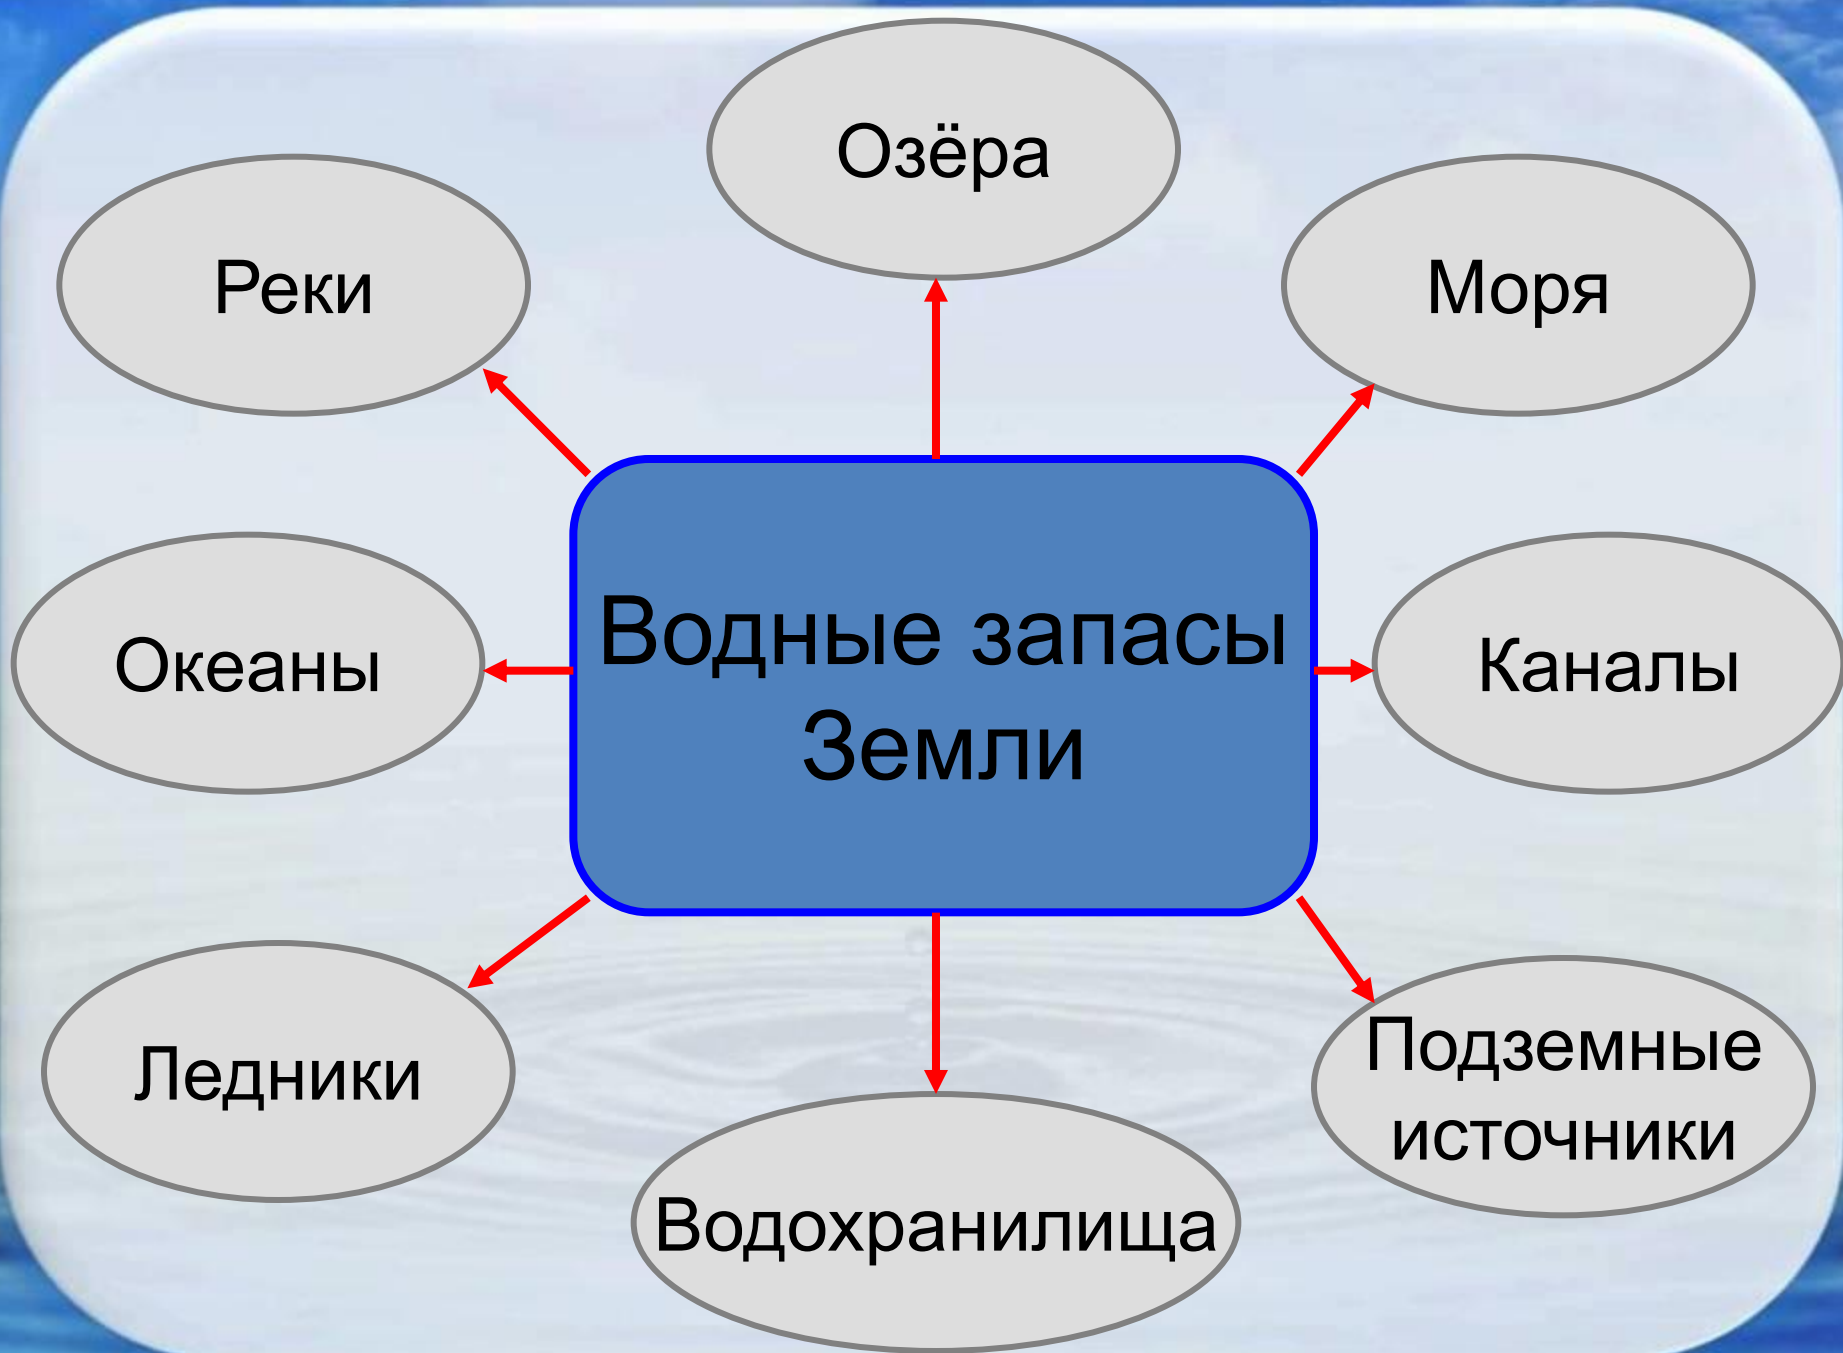 Озёра
Реки
Моря
Водные запасы
Земли
Океаны
Каналы
Ледники
Подземные
источники
Водохранилища